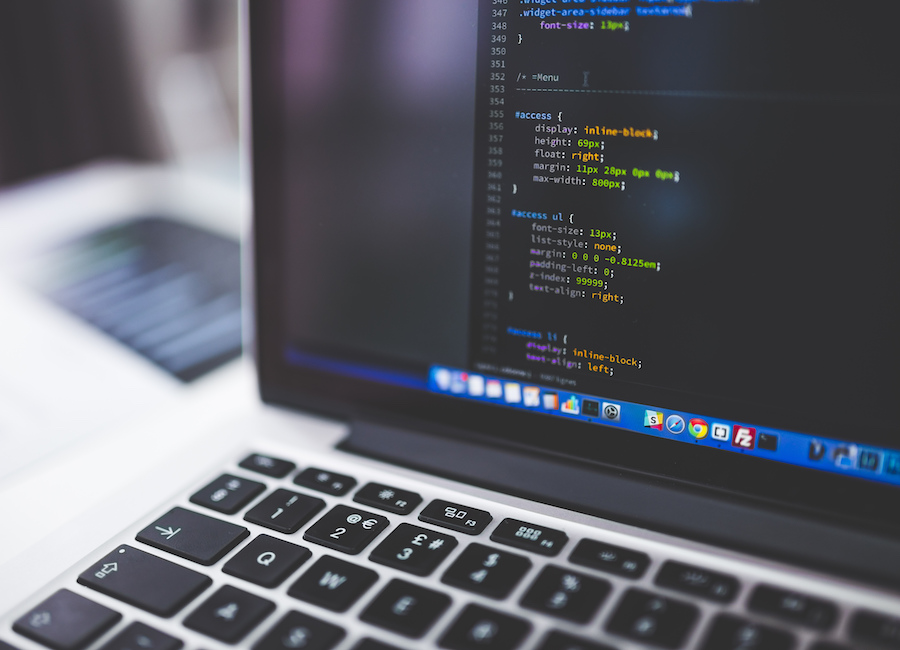 346
347 .widget-area-sidebar
348 font-size: 13px;
349 }
350
351
352 /* =Menu
353 ----------------------------
354
355 #access {
356 display: inline-block;
357 height: 69px;
358 float: right;
359 margin: 11px 28px 0px 0px;
360 max-width: 800px;
361 }
362
363 #access ul {
364 font-size: 13px;
list-style: none;
margin: 0 0 0 -0.8125em;
padding-left: 0;
z-index: 99999;
text-align: right;
}
#access li {
display: inline-block;
text-align: left;
S
FZ
F2
F3
F4
! 1
@ € 2
£ # 3
$ 4
Q
W
E
A
S